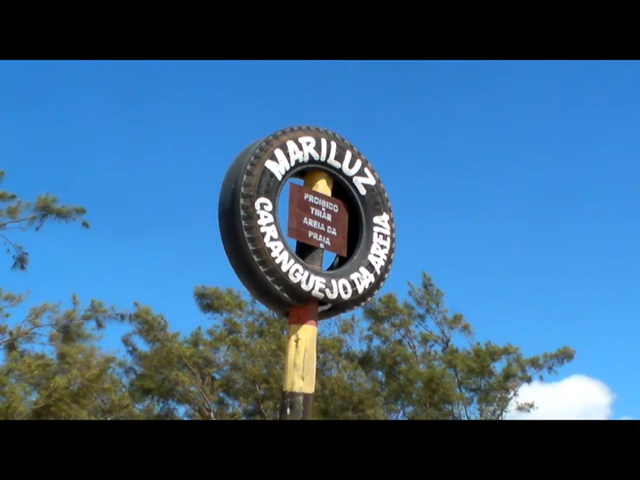 MARILUZ
PROIBIDO
TIRAR
AREIA DA
PRAIA
CARANGUEJO DA AREIA